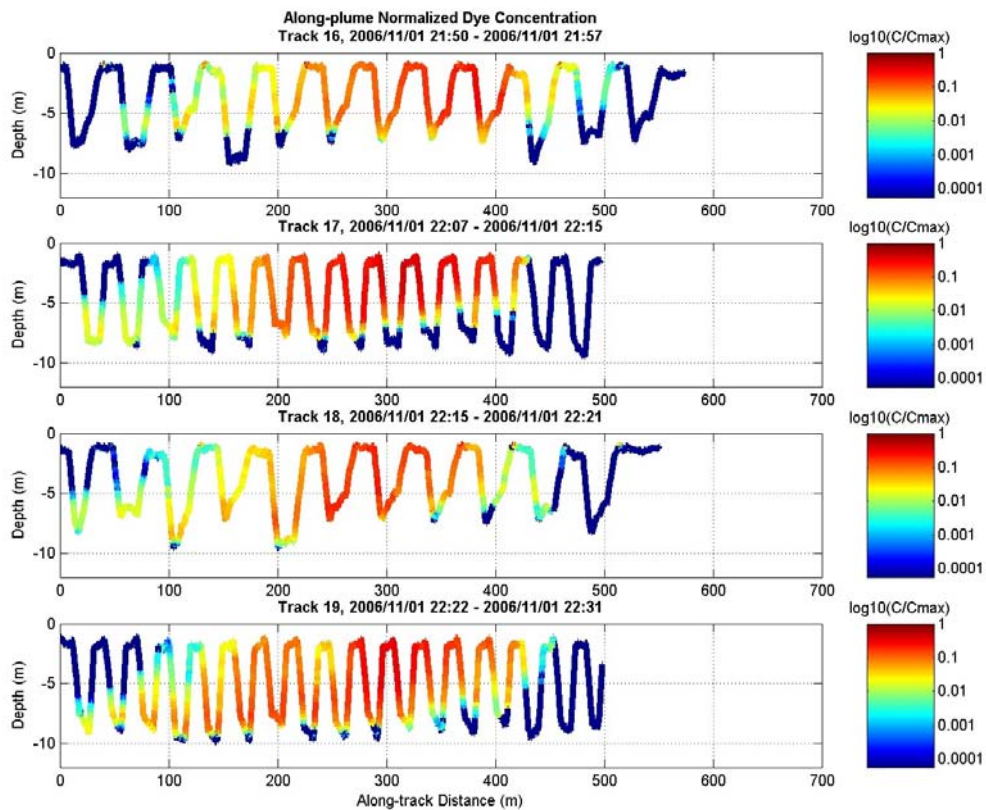 Along-plume Normalized Dye Concentration
Track 16, 2006/11/01 21:50 - 2006/11/01 21:57
log10(C/Cmax)
0
-5
-10
Depth (m)
0 100 200 300 400 500 600 700
1
0.1
0.01
0.001
0.0001
Track 17, 2006/11/01 22:07 - 2006/11/01 22:15
log10(C/Cmax)
0
-5
-10
Depth (m)
0 100 200 300 400 500 600 700
1
0.1
0.01
0.001
0.0001
Track 18, 2006/11/01 22:15 - 2006/11/01 22:21
log10(C/Cmax)
0
-5
-10
Depth (m)
0 100 200 300 400 500 600 700
1
0.1
0.01
0.001
0.0001
Track 19, 2006/11/01 22:22 - 2006/11/01 22:31
log10(C/Cmax)
0
-5
-10
Depth (m)
0 100 200 300 400 500 600 700
Along-track Distance (m)
1
0.1
0.01
0.001
0.0001